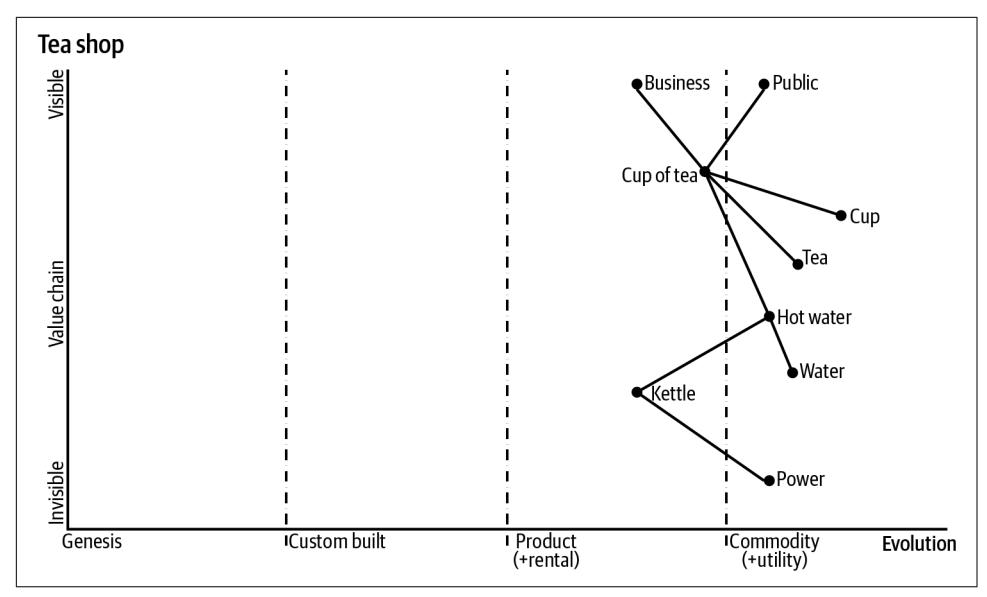 Tea shop
Visible
Value chain
Invisible
Business
Public
Cup of tea
Cup
Tea
Hot water
Water
Kettle
Power
Genesis
Custom built
Product
(+rental)
Commodity
(+utility)
Evolution